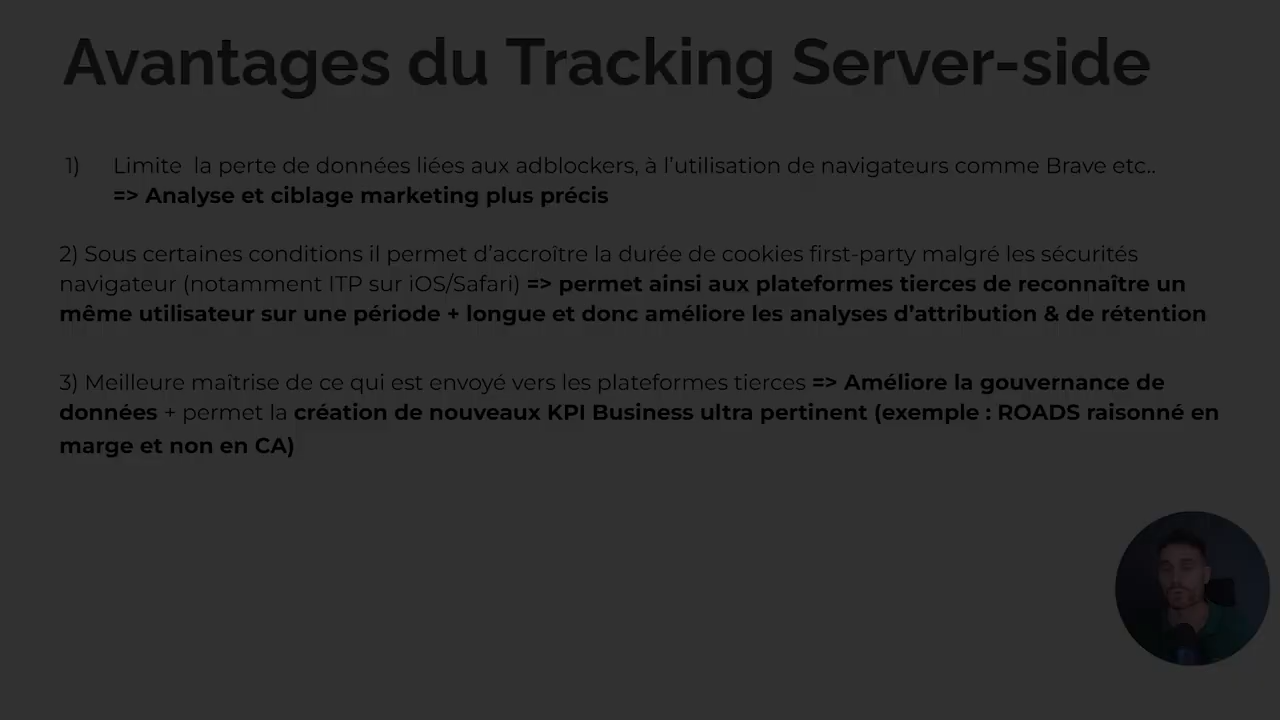 Avantages du Tracking Server-side
1) Limite la perte de données liées aux adblockers, à l'utilisation de navigateurs comme Brave etc..
=> Analyse et ciblage marketing plus précis
2) Sous certaines conditions il permet d'accroître la durée de cookies first-party malgré les sécurités
navigateur (notamment ITP sur iOS/Safari) => permet ainsi aux plateformes tierces de reconnaître un
même utilisateur sur une période + longue et donc améliore les analyses d'attribution & de rétention
3) Meilleure maîtrise de ce qui est envoyé vers les plateformes tierces => Améliore la gouvernance de
données + permet la création de nouveaux KPI Business ultra pertinent (exemple : ROADS raisonné en
marge et non en CA)